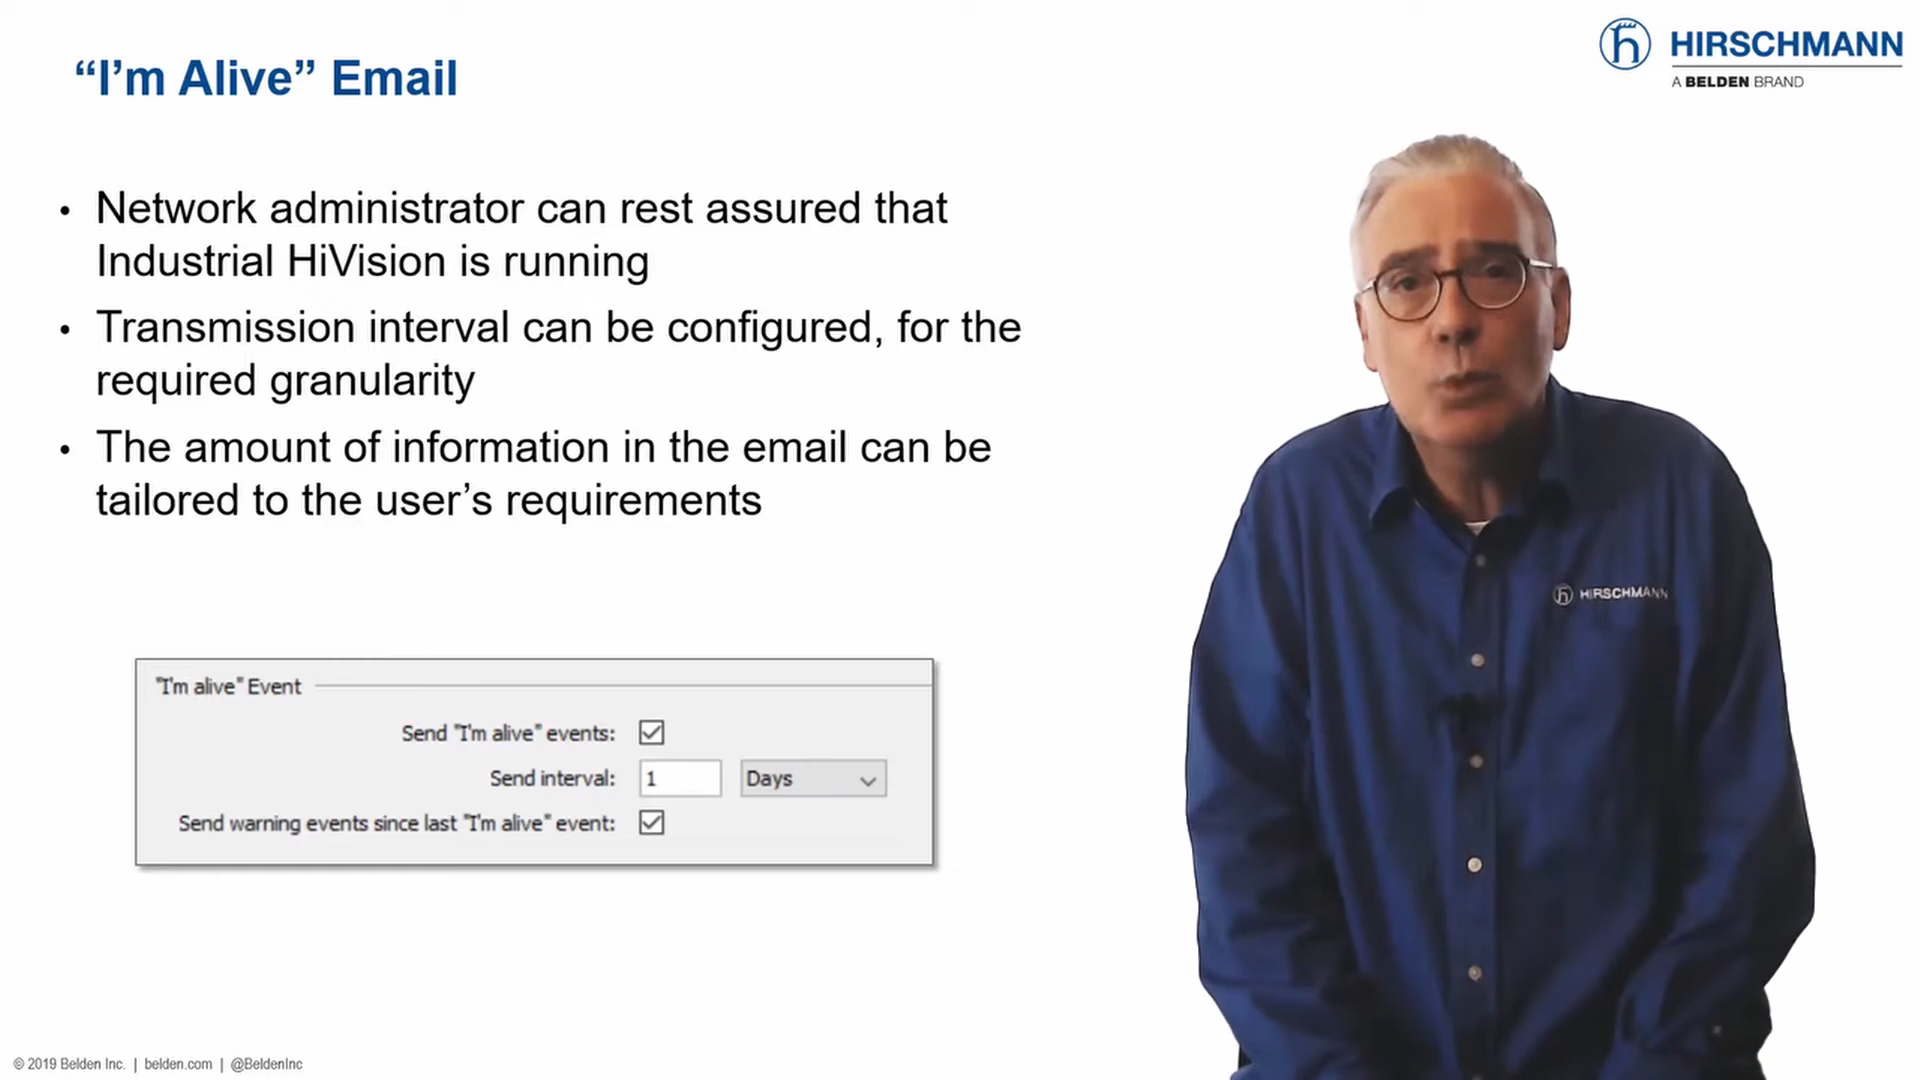 “I’m Alive” Email
HIRSCHMANN
A BELDEN BRAND
• Network administrator can rest assured that
Industrial HiVision is running
• Transmission interval can be configured, for the
required granularity
• The amount of information in the email can be
tailored to the user’s requirements
HIRSCHMANN
"I'm alive" Event
Send "I'm alive" events:
Send interval: 1 Days
Send warning events since last "I'm alive" event:
© 2019 Belden Inc. | belden.com | @BeldenInc